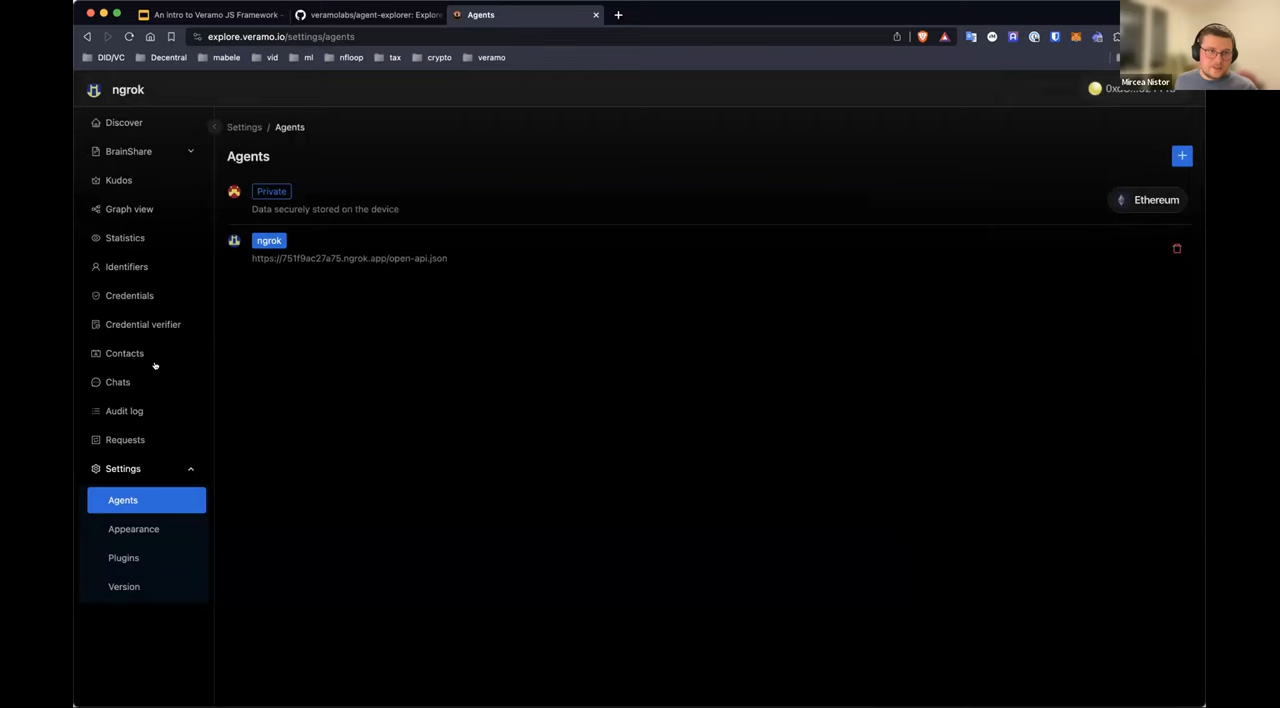 An intro to Veramo JS Framework -
veramolabs/agent-explorer: Explore
Agents
explore.veramo.io/settings/agents
DID/VC
Decentral
mabele
vid
ml
nfloop
tax
crypto
veramo
Mircea Nistor
ngrok
Discover
BrainShare
Kudos
Graph view
Statistics
Identifiers
Credentials
Credential verifier
Contacts
Chats
Audit log
Requests
Settings
Agents
Appearance
Plugins
Version
Settings / Agents
Agents
Private
Data securely stored on the device
Ethereum
ngrok
https://751f9ac27a75.ngrok.app/open-api.json